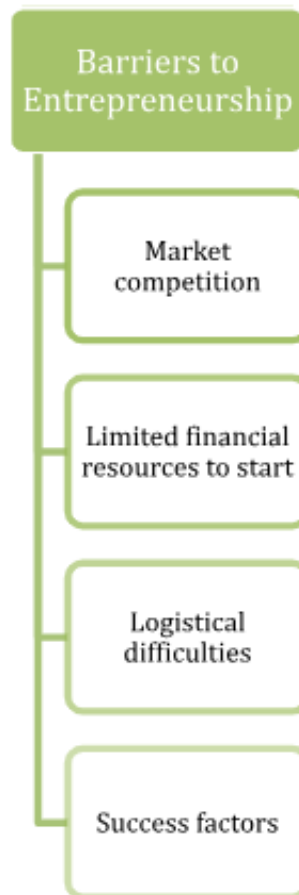 Barriers to
Entrepreneurship
Market
competition
Limited financial
resources to start
Logistical
difficulties
Success factors